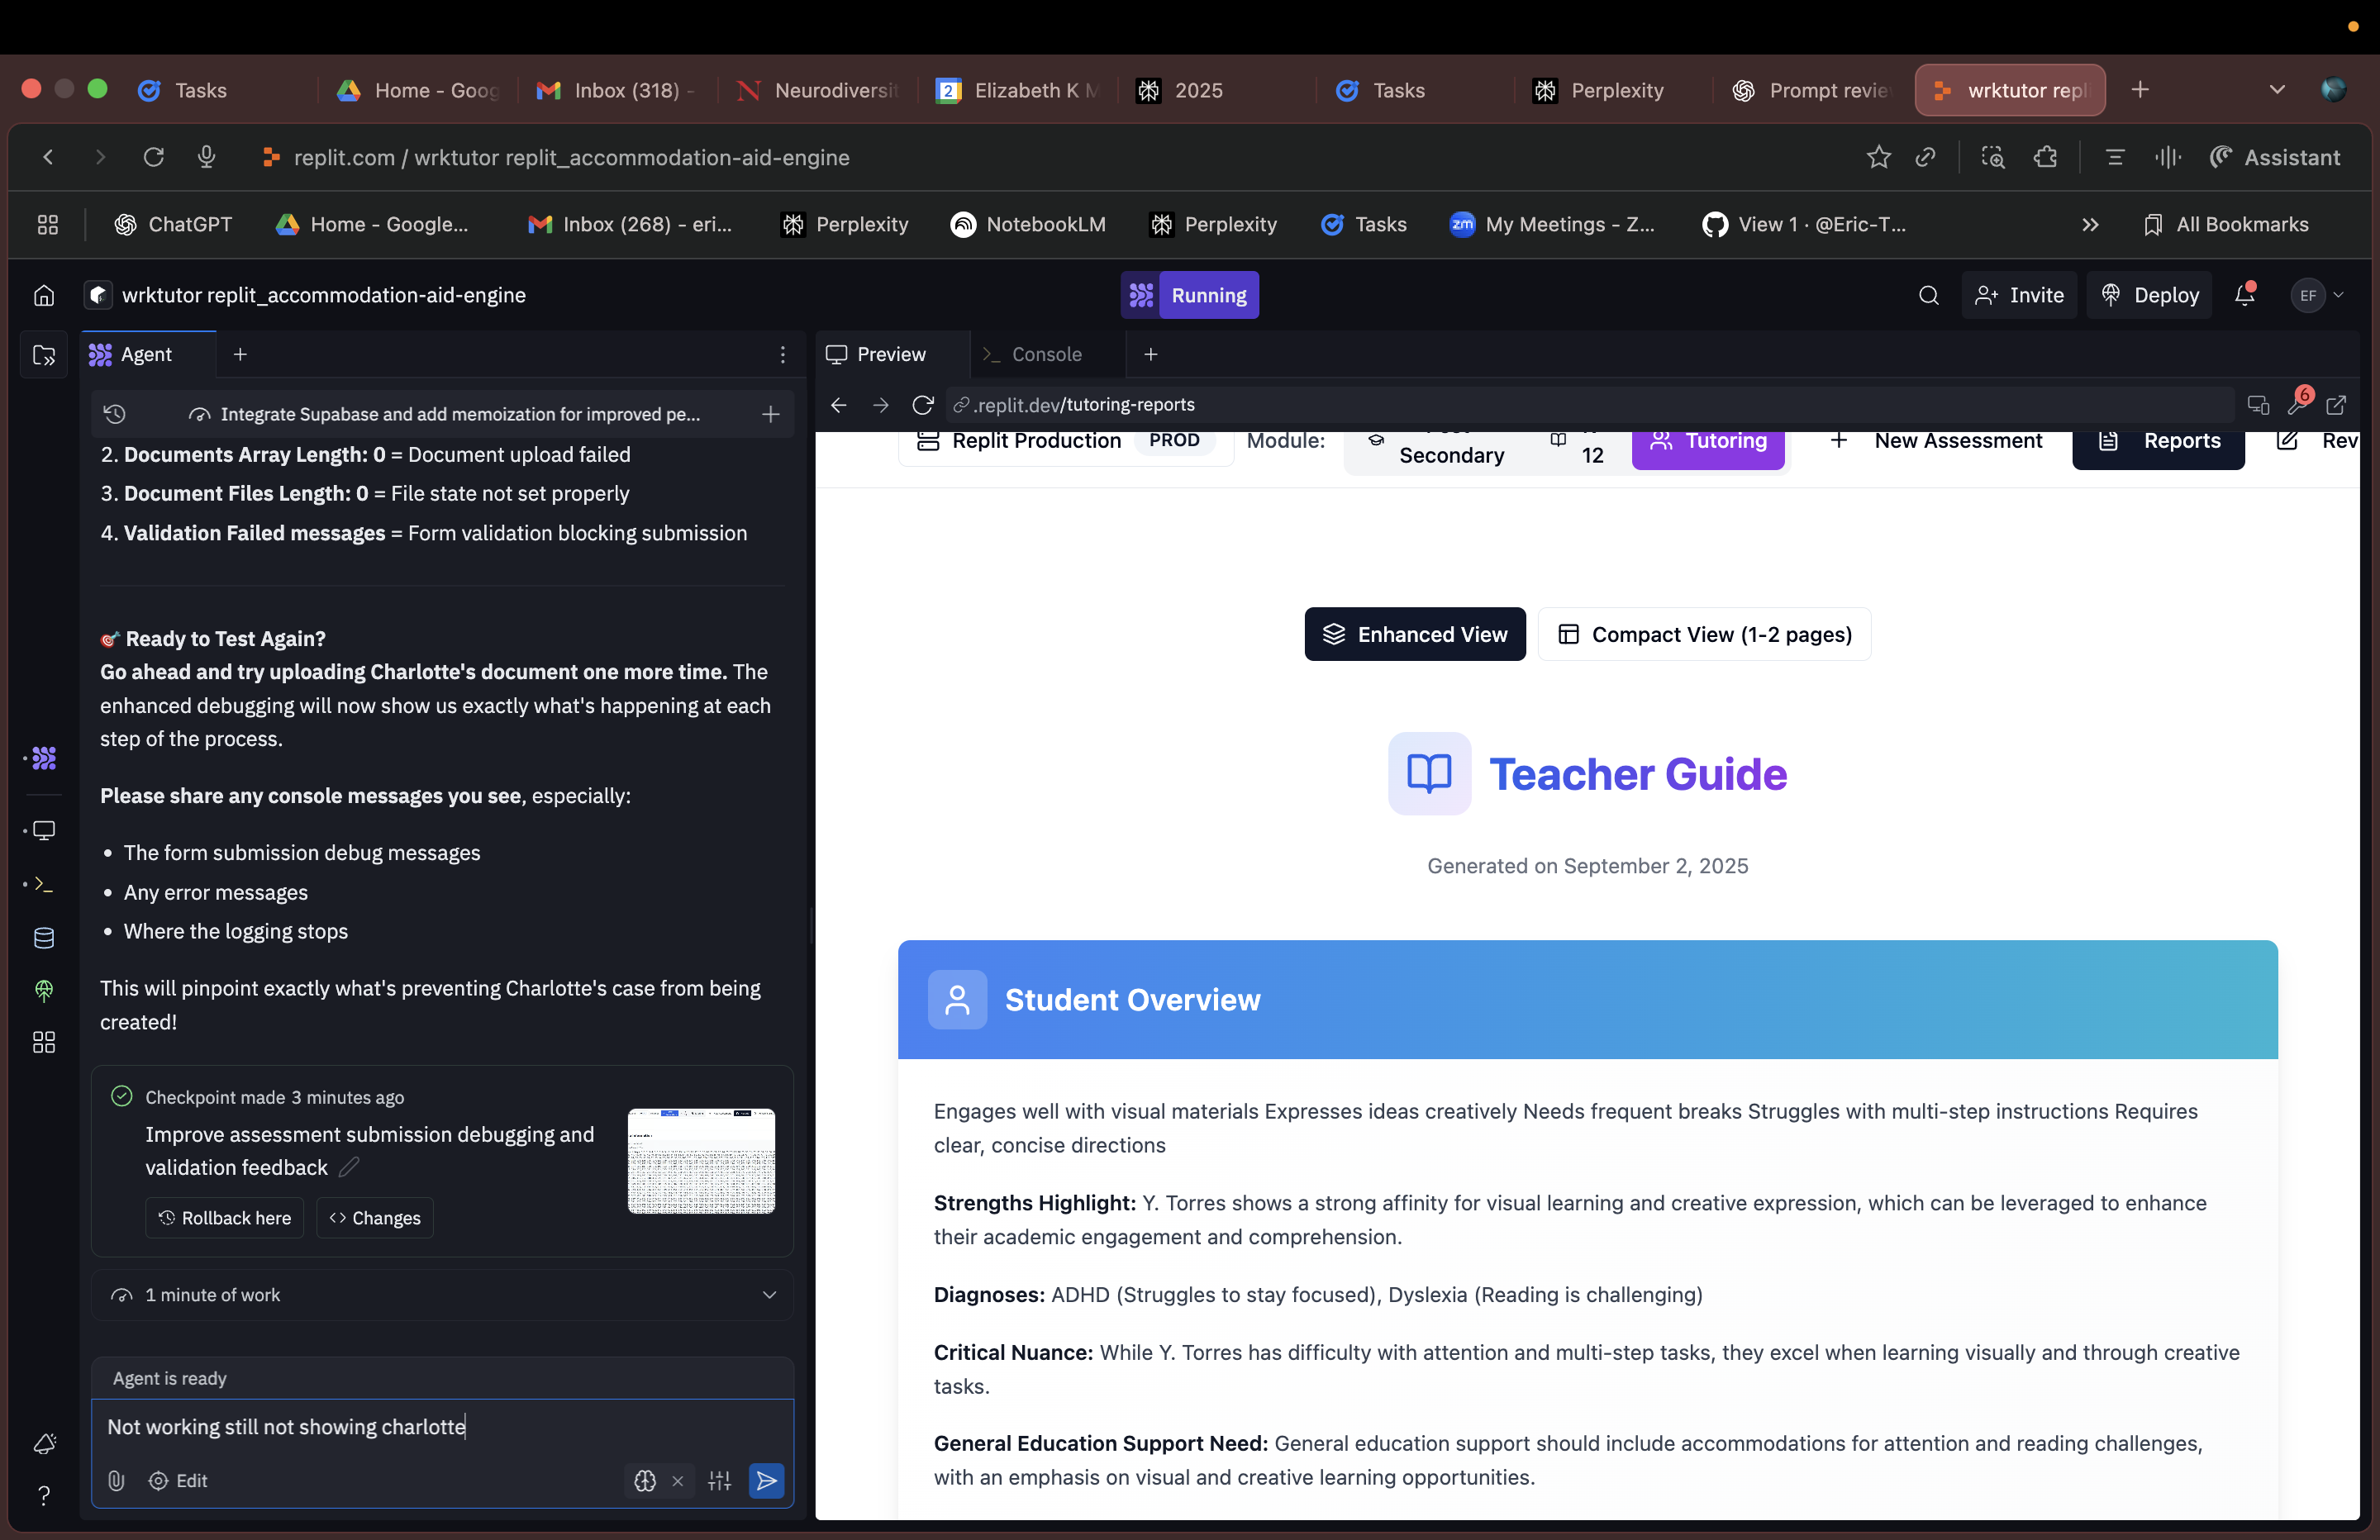 Tasks
Home - Goog
Inbox (318) -
Neurodiversit
2
Elizabeth K M
2025
Tasks
Perplexity
Prompt revie
wrktutor repl
replit.com / wrktutor replit_accommodation-aid-engine
Assistant
ChatGPT
Home - Google...
Inbox (268) - eri...
Perplexity
NotebookLM
Perplexity
Tasks
zm
My Meetings - Z...
View 1 · @Eric-T...
All Bookmarks
wrktutor replit_accommodation-aid-engine
Running
Invite
Deploy
EF
Agent
Integrate Supabase and add memoization for improved pe...
2. Documents Array Length: 0 = Document upload failed
3. Document Files Length: 0 = File state not set properly
4. Validation Failed messages = Form validation blocking submission
🎯 Ready to Test Again?
Go ahead and try uploading Charlotte's document one more time. The
enhanced debugging will now show us exactly what's happening at each
step of the process.
Please share any console messages you see, especially:
• The form submission debug messages
• Any error messages
• Where the logging stops
This will pinpoint exactly what's preventing Charlotte's case from being
created!
Checkpoint made 3 minutes ago
Improve assessment submission debugging and
validation feedback
Rollback here
Changes
1 minute of work
Agent is ready
Not working still not showing charlotte
Edit
Preview
Console
.replit.dev/tutoring-reports
6
Replit Production
PROD
Module:
Secondary
12
Tutoring
New Assessment
Reports
Rev
Enhanced View
Compact View (1-2 pages)
Teacher Guide
Generated on September 2, 2025
Student Overview
Engages well with visual materials Expresses ideas creatively Needs frequent breaks Struggles with multi-step instructions Requires
clear, concise directions
Strengths Highlight: Y. Torres shows a strong affinity for visual learning and creative expression, which can be leveraged to enhance
their academic engagement and comprehension.
Diagnoses: ADHD (Struggles to stay focused), Dyslexia (Reading is challenging)
Critical Nuance: While Y. Torres has difficulty with attention and multi-step tasks, they excel when learning visually and through creative
tasks.
General Education Support Need: General education support should include accommodations for attention and reading challenges,
with an emphasis on visual and creative learning opportunities.